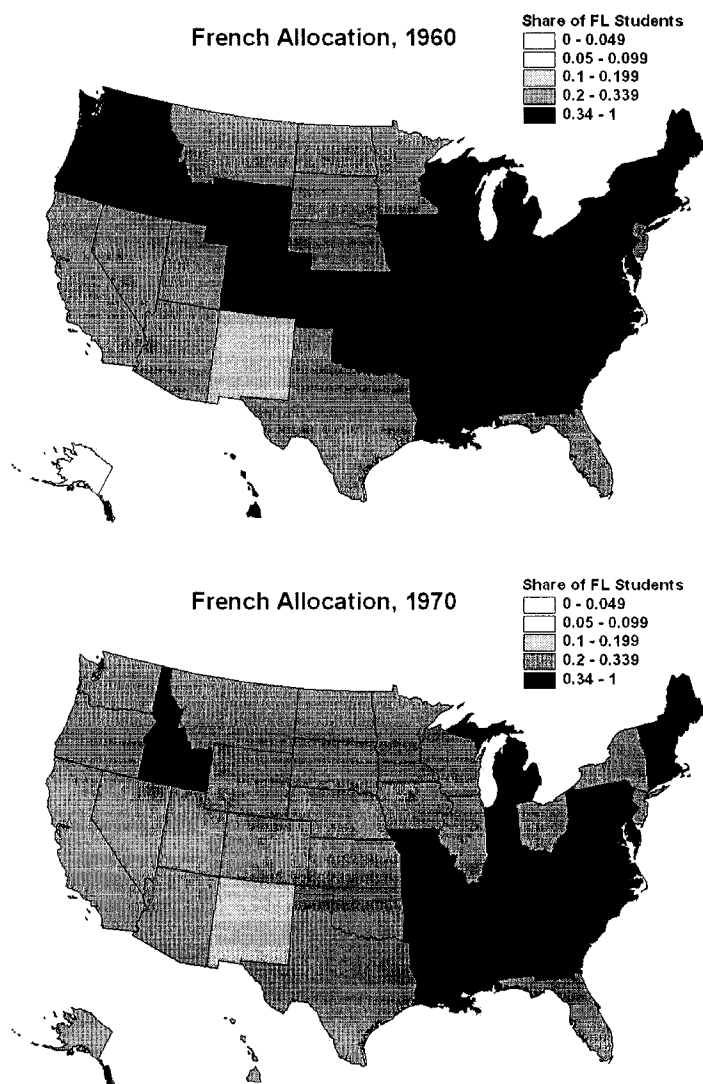 French Allocation, 1960
Share of FL Students
0 - 0.049
0.05 - 0.099
0.1 - 0.199
0.2 - 0.339
0.34 - 1
French Allocation, 1970
Share of FL Students
0 - 0.049
0.05 - 0.099
0.1 - 0.199
0.2 - 0.339
0.34 - 1